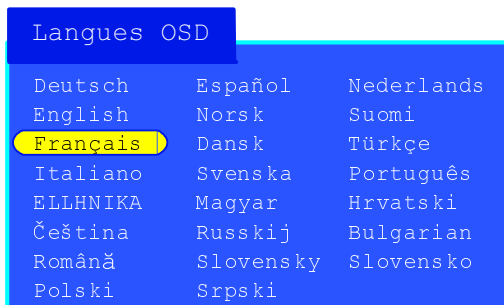 Langues OSD
Deutsch Español Nederlands
English Norsk Suomi
Français Dansk Türkçe
Italiano Svenska Português
ELLHNIKA Magyar Hrvatski
Čeština Russkij Bulgarian
Română Slovensky Slovensko
Polski Srpski